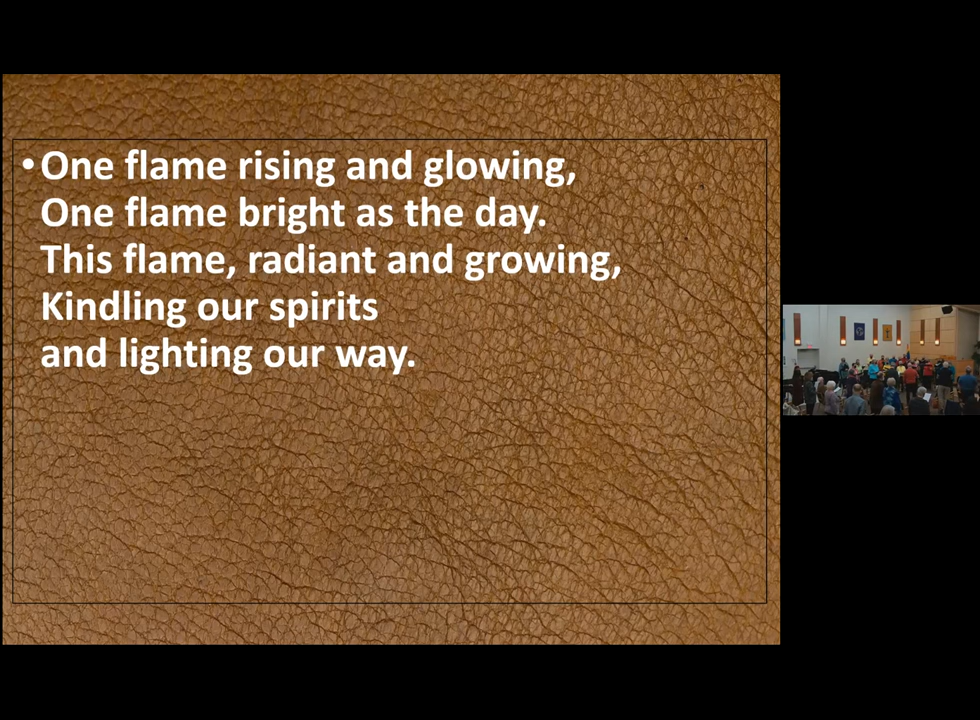 • One flame rising and glowing,
One flame bright as the day.
This flame, radiant and growing,
Kindling our spirits
and lighting our way.